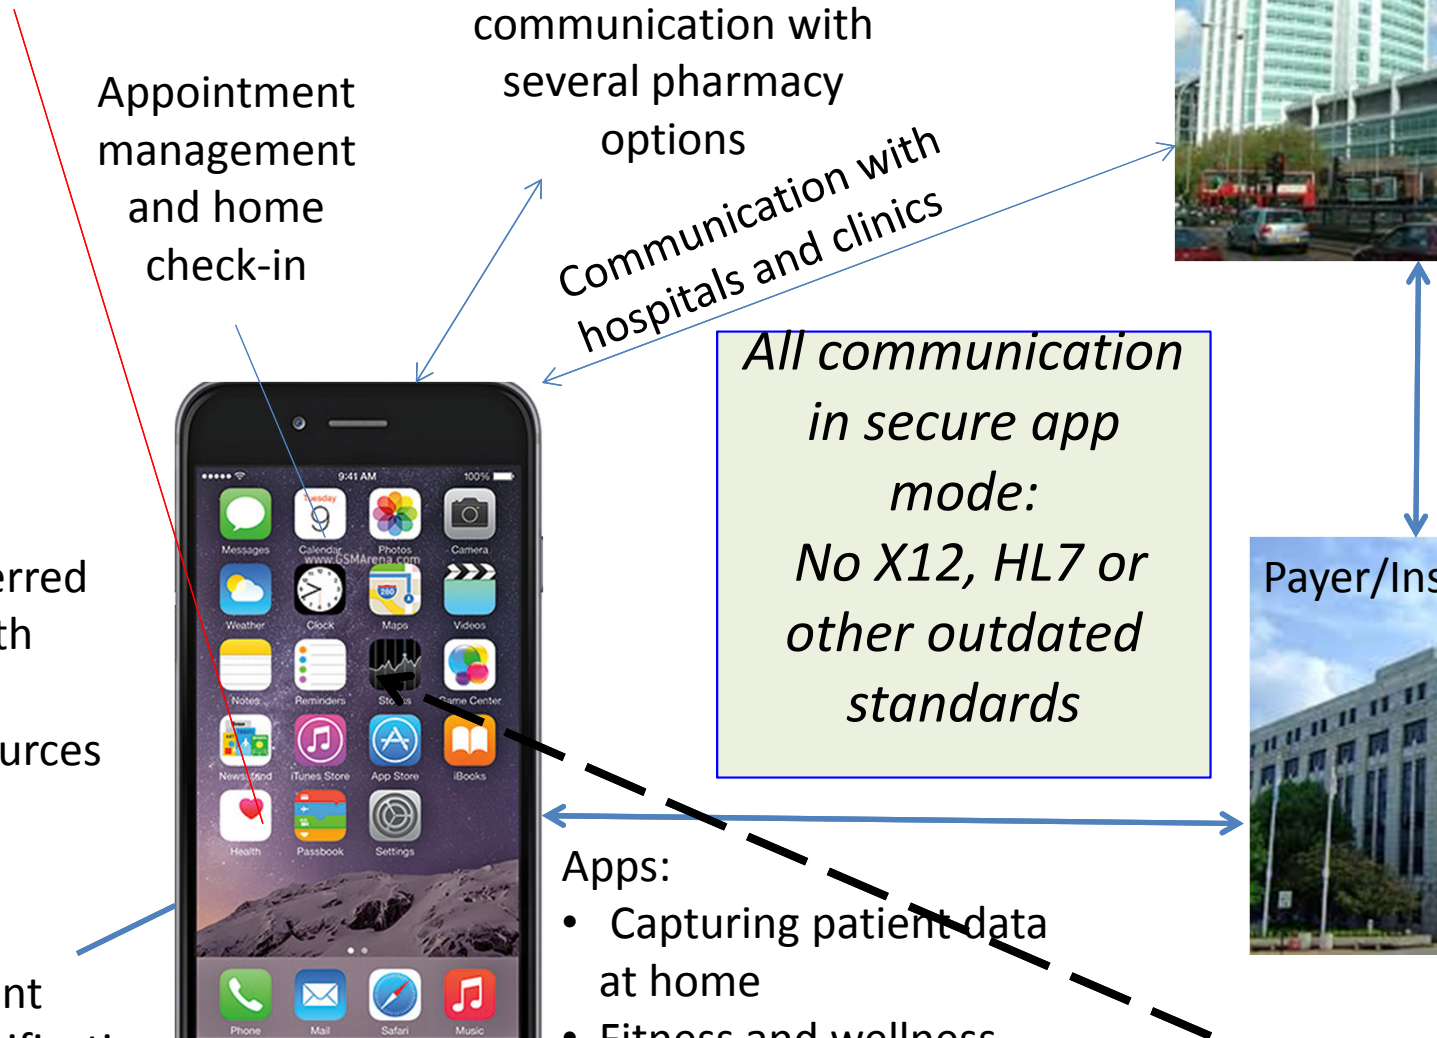 communication with
several pharmacy
options
Appointment
management
and home
check-in
Communication with
hospitals and clinics
All communication
in secure app
mode:
No X12, HL7 or
other outdated
standards
Payer/Ins
erred
th
urces
nt
9:41 AM
100%
Tuesday
9
Messages Calendar Photos Camera
www.GSMArena.com
280
Weather Clock Maps Videos
Notes Reminders Stocks Game Center
Newsstand iTunes Store App Store iBooks
Health Passbook Settings
Phone Mail Safari Music
Apps:
• Capturing patient data
at home
• Fitness and wellness